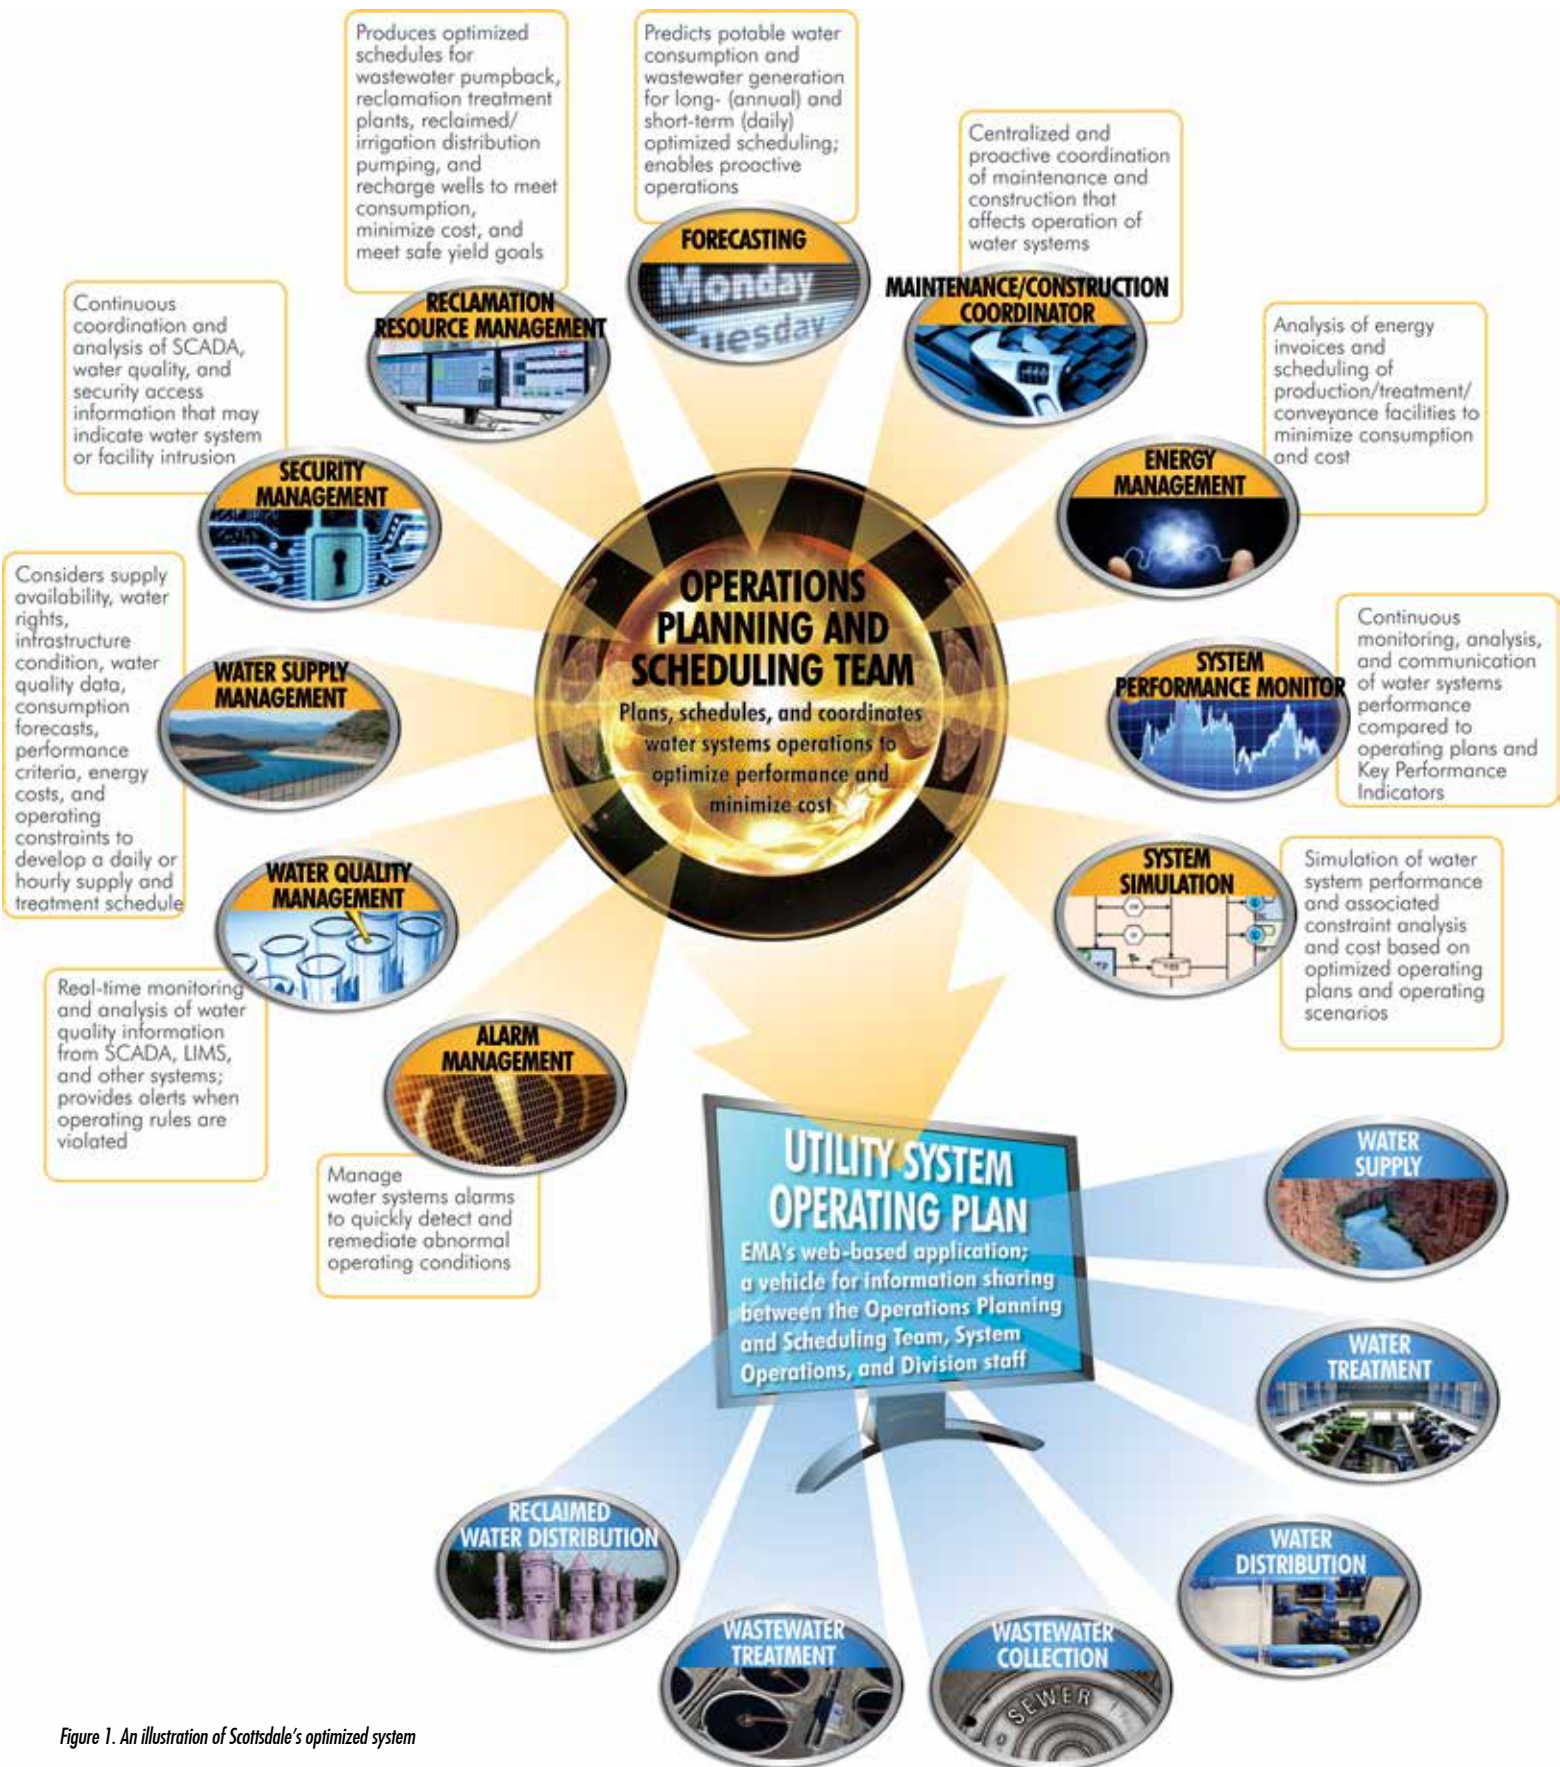 Produces optimized
schedules for
wastewater pumpback,
reclamation treatment
plants, reclaimed/
irrigation distribution
pumping, and
recharge wells to meet
consumption,
minimize cost, and
meet safe yield goals
RECLAMATION
RESOURCE MANAGEMENT
Predicts potable water
consumption and
wastewater generation
for long- (annual) and
short-term (daily)
optimized scheduling;
enables proactive
operations
FORECASTING
Monday
Tuesday
Centralized and
proactive coordination
of maintenance and
construction that
affects operation of
water systems
MAINTENANCE/CONSTRUCTION
COORDINATOR
Continuous
coordination and
analysis of SCADA,
water quality, and
security access
information that may
indicate water system
or facility intrusion
SECURITY
MANAGEMENT
Analysis of energy
invoices and
scheduling of
production/treatment/
conveyance facilities to
minimize consumption
and cost
ENERGY
MANAGEMENT
Considers supply
availability, water
rights,
infrastructure
condition, water
quality data,
consumption
forecasts,
performance
criteria, energy
costs, and
operating
constraints to
develop a daily or
hourly supply and
treatment schedule
WATER SUPPLY
MANAGEMENT
OPERATIONS
PLANNING AND
SCHEDULING TEAM
Plans, schedules, and coordinates
water systems operations to
optimize performance and
minimize cost
SYSTEM
PERFORMANCE MONITOR
Continuous
monitoring, analysis,
and communication
of water systems
performance
compared to
operating plans and
Key Performance
Indicators
WATER QUALITY
MANAGEMENT
Real-time monitoring
and analysis of water
quality information
from SCADA, LIMS,
and other systems;
provides alerts when
operating rules are
violated
SYSTEM
SIMULATION
Simulation of water
system performance
and associated
constraint analysis
and cost based on
optimized operating
plans and operating
scenarios
ALARM
MANAGEMENT
Manage
water systems alarms
to quickly detect and
remediate abnormal
operating conditions
UTILITY SYSTEM
OPERATING PLAN
EMA's web-based application;
a vehicle for information sharing
between the Operations Planning
and Scheduling Team, System
Operations, and Division staff
WATER
SUPPLY
WATER
TREATMENT
WATER
DISTRIBUTION
WASTEWATER
COLLECTION
SEWER
WASTEWATER
TREATMENT
RECLAIMED
WATER DISTRIBUTION
Figure 1. An illustration of Scottsdale's optimized system